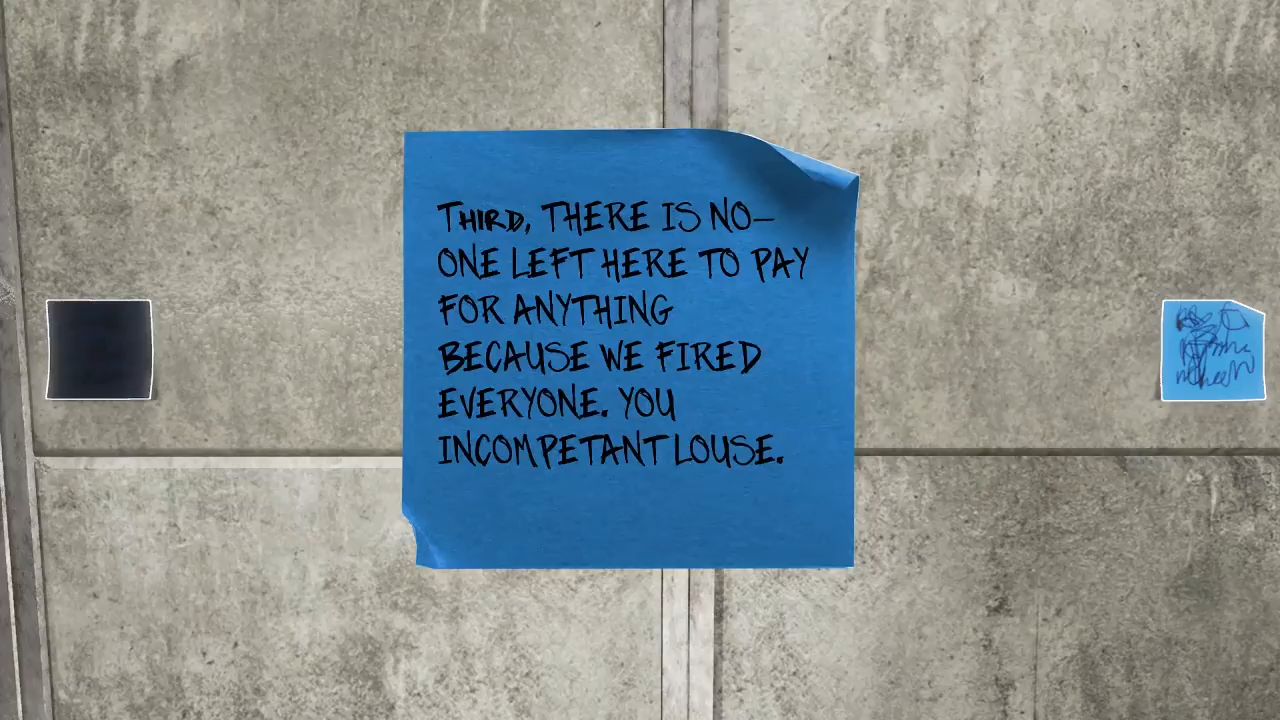 Third, THERE IS NO-
ONE LEFT HERE TO PAY
FOR ANYTHING
BECAUSE WE FIRED
EVERYONE. YOU
INCOMPETANT LOUSE.